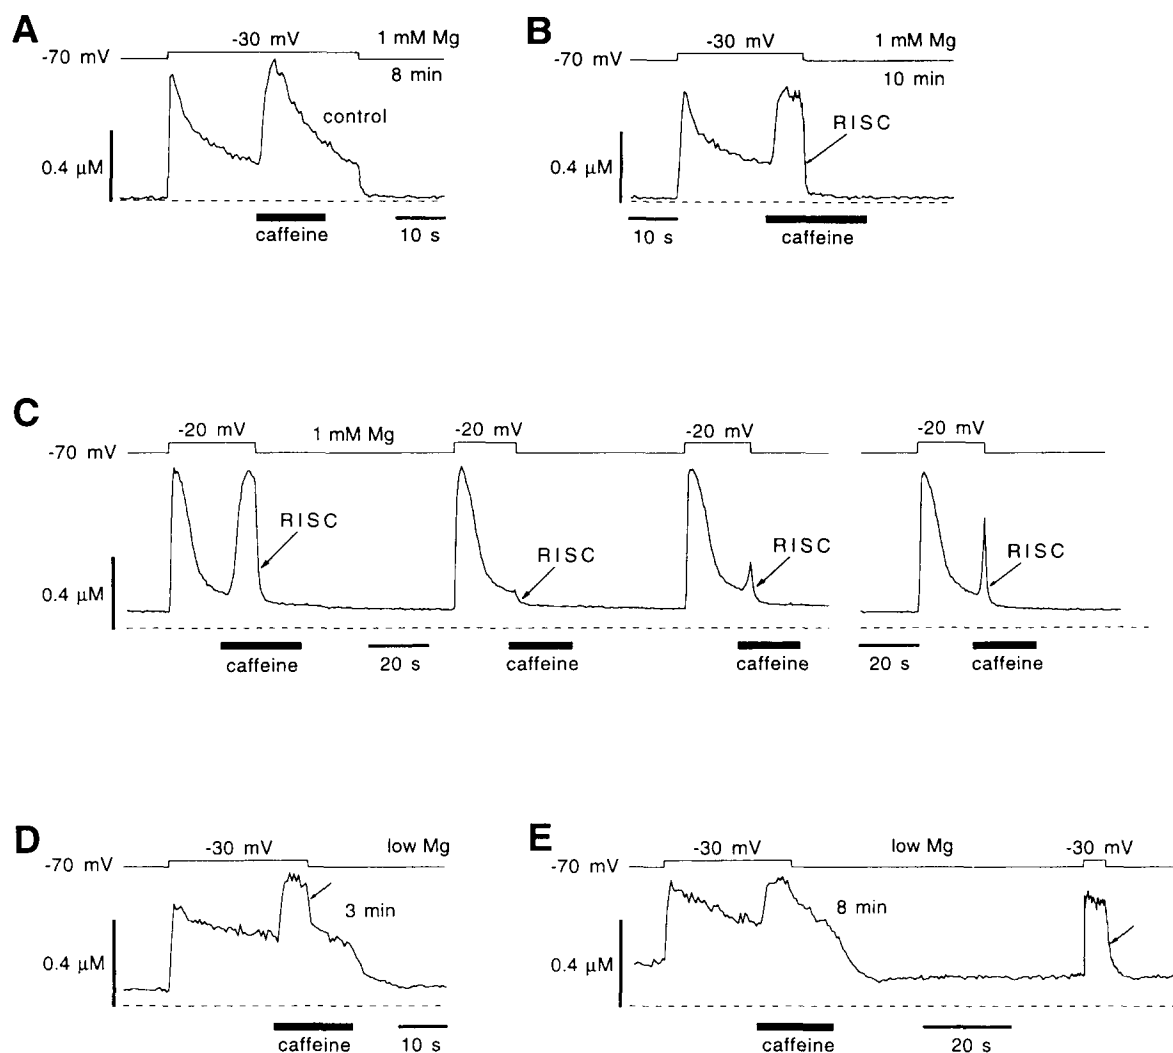 A
-30 mV
1 mM Mg
-70 mV
8 min
control
0.4 µM
caffeine
10 s
B
-30 mV
1 mM Mg
-70 mV
10 min
RISC
0.4 µM
10 s
caffeine
C
-20 mV
1 mM Mg
-20 mV
-20 mV
-20 mV
-70 mV
RISC
RISC
RISC
RISC
0.4 µM
caffeine
20 s
caffeine
caffeine
20 s
caffeine
D
-30 mV
low Mg
-70 mV
3 min
0.4 µM
caffeine
10 s
E
-30 mV
low Mg
-30 mV
-70 mV
8 min
0.4 µM
caffeine
20 s